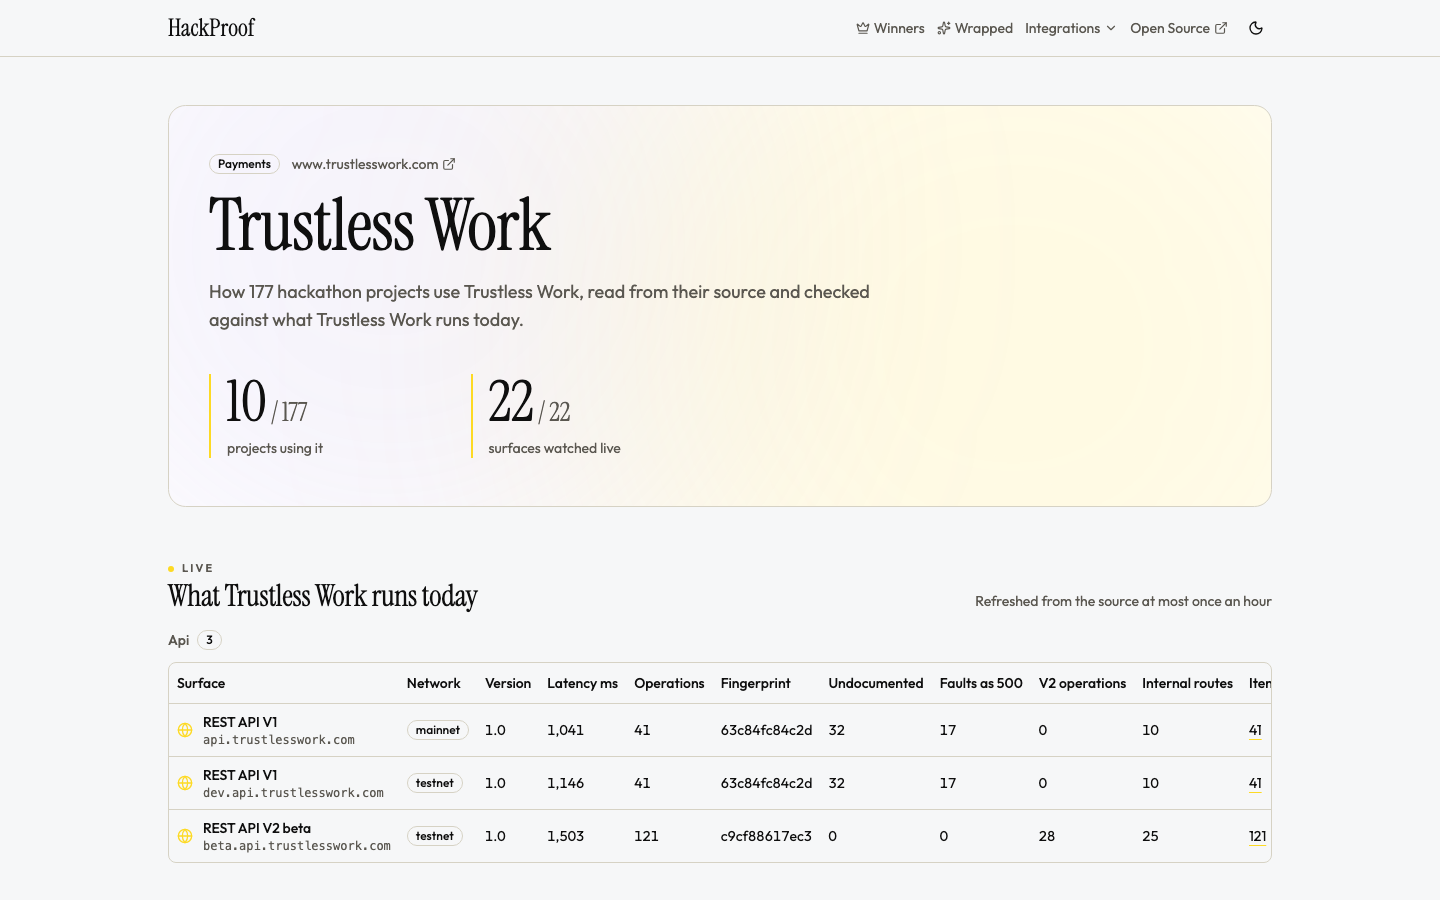 HackProof
Winners Wrapped Integrations Open Source
Payments www.trustlesswork.com
Trustless Work
How 177 hackathon projects use Trustless Work, read from their source and checked
against what Trustless Work runs today.
10 / 177
projects using it
22 / 22
surfaces watched live
LIVE
What Trustless Work runs today
Refreshed from the source at most once an hour
Api 3
Surface Network Version Latency ms Operations Fingerprint Undocumented Faults as 500 V2 operations Internal routes
REST API V1
api.trustlesswork.com
mainnet 1.0 1,041 41 63c84fc84c2d 32 17 0 10 41
REST API V1
dev.api.trustlesswork.com
testnet 1.0 1,146 41 63c84fc84c2d 32 17 0 10 41
REST API V2 beta
beta.api.trustlesswork.com
testnet 1.0 1,503 121 c9cf88617ec3 0 0 28 25 121